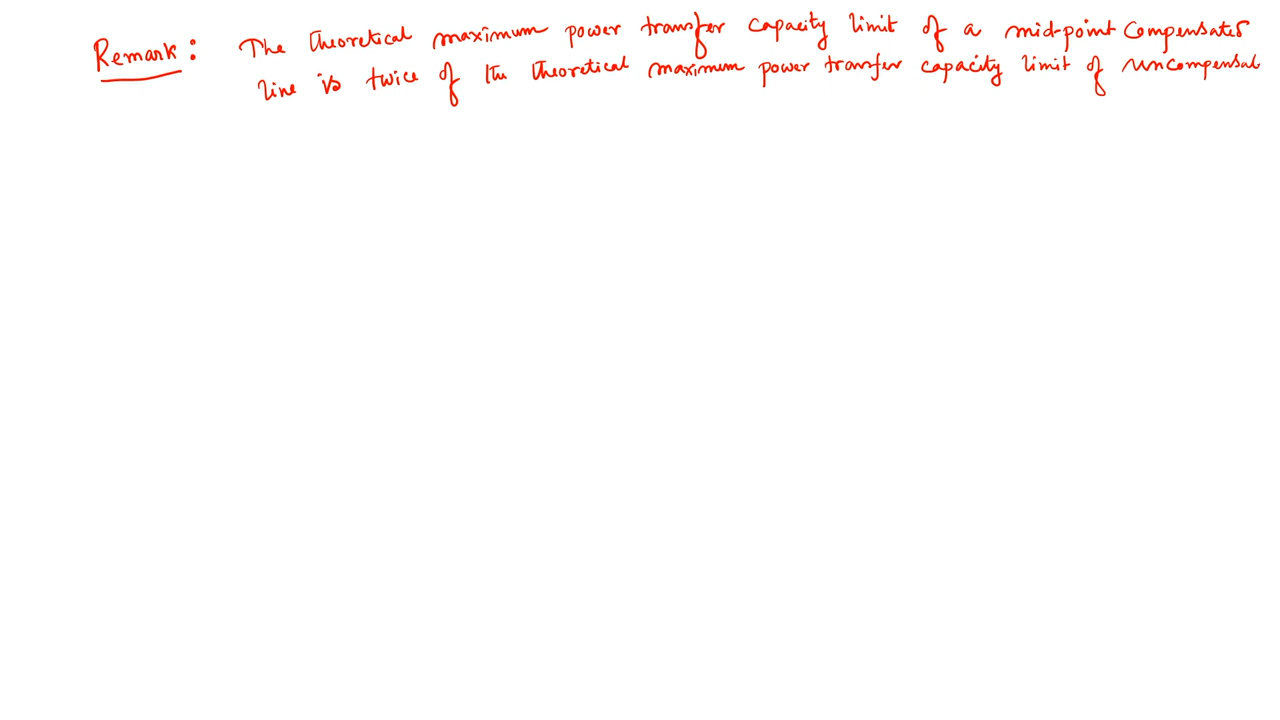 Remark: The theoretical maximum power transfer capacity limit of a mid-point compensated
line is twice of the theoretical maximum power transfer capacity limit of uncompensat